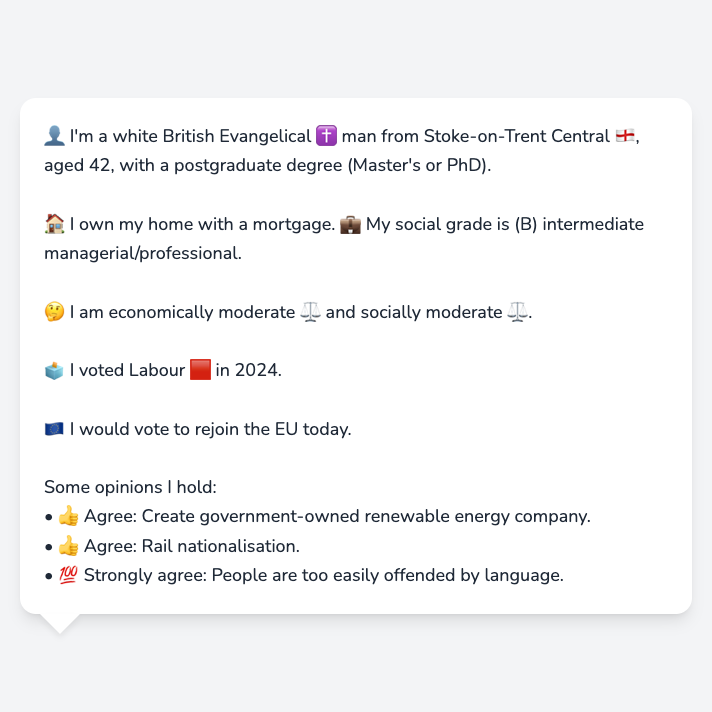 👤 I'm a white British Evangelical ✝️ man from Stoke-on-Trent Central 🏴󠁧󠁢󠁥󠁮󠁧󠁿,
aged 42, with a postgraduate degree (Master's or PhD).
🏠 I own my home with a mortgage. 💼 My social grade is (B) intermediate
managerial/professional.
🤔 I am economically moderate ⚖️ and socially moderate ⚖️.
🗳️ I voted Labour 🟥 in 2024.
🇪🇺 I would vote to rejoin the EU today.
Some opinions I hold:
• 👍 Agree: Create government-owned renewable energy company.
• 👍 Agree: Rail nationalisation.
• 💯 Strongly agree: People are too easily offended by language.